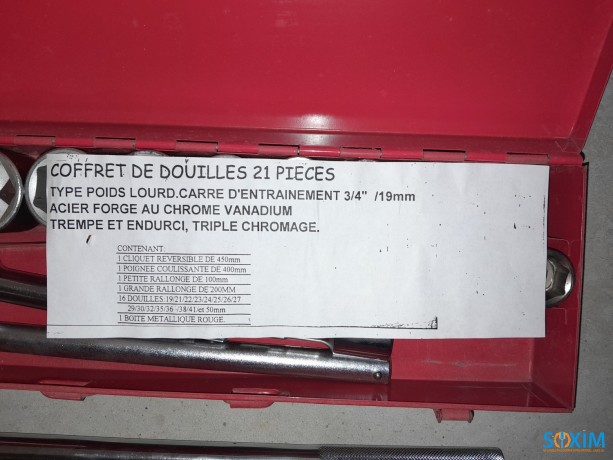 COFFRET DE DOUILLES 21 PIECES
TYPE POIDS LOURD.CARRE D'ENTRAINEMENT 3/4" /19mm
ACIER FORGE AU CHROME VANADIUM
TREMPE ET ENDURCI, TRIPLE CHROMAGE.
CONTENANT:
1 CLIQUET REVERSIBLE DE 450mm
1 POIGNEE COULISSANTE DE 400mm
1 PETITE RALLONGE DE 100mm
1 GRANDE RALLONGE DE 200MM
16 DOUILLES:19/21/22/23/24/25/26/27
29/30/32/35/36 -/38/41/et 50mm
1 BOITE METALLIQUE ROUGE.
SOXIM